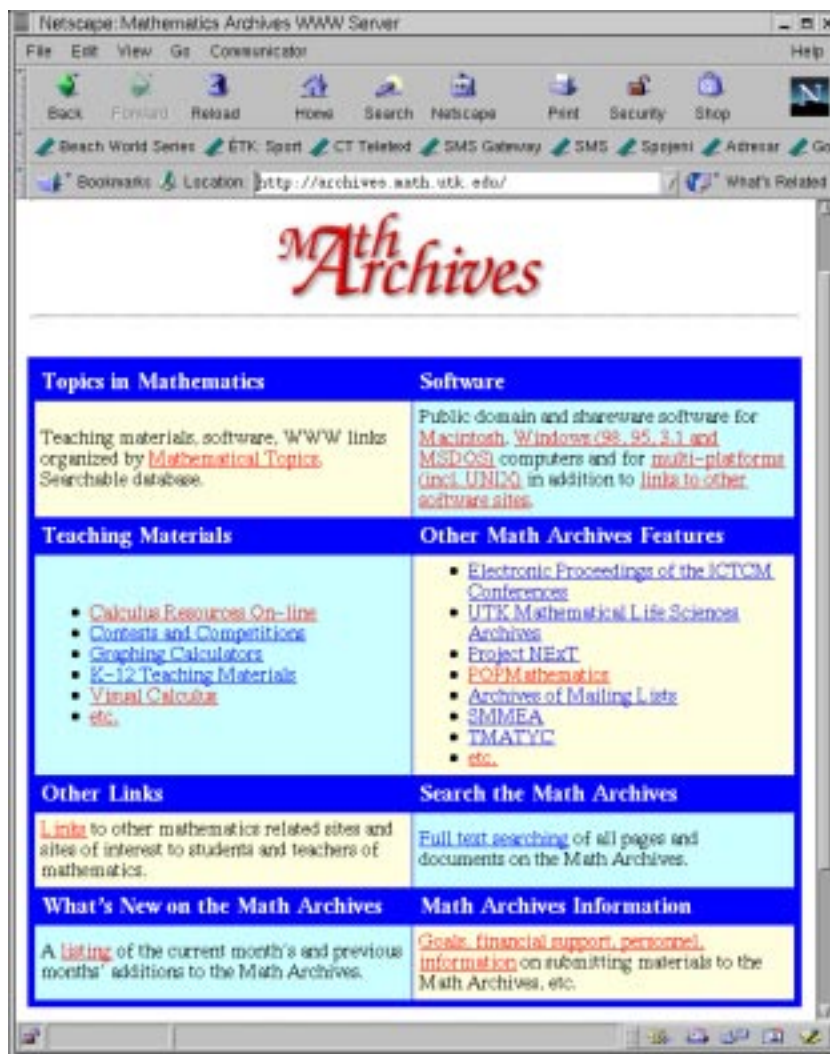 Netscape: Mathematics Archives WWW Server
File Edit View Go Communicator Help
Back Forward Reload Home Search Netscape Print Security Shop
Beach World Series ÉTK: Sport CT Teletext SMS Gateway SMS Spojeni Adresar Go
Bookmarks Location: http://archives.math.utk.edu/ What's Related
Math Archives
Topics in Mathematics
Teaching materials, software, WWW links
organized by Mathematical Topics.
Searchable database.
Software
Public domain and shareware software for
Macintosh, Windows (98, 95, 3.1 and
MSDOS) computers and for multi-platforms
(incl. UNIX) in addition to links to other
software sites.
Teaching Materials
Calculus Resources On-line
Contests and Competitions
Graphing Calculators
K-12 Teaching Materials
Visual Calculus
etc.
Other Math Archives Features
Electronic Proceedings of the ICTCM
Conferences
UTK Mathematical Life Sciences
Archives
Project NExT
POPMathematics
Archives of Mailing Lists
SMMEA
TMATYC
etc.
Other Links
Links to other mathematics related sites and
sites of interest to students and teachers of
mathematics.
Search the Math Archives
Full text searching of all pages and
documents on the Math Archives.
What's New on the Math Archives
A listing of the current month's and previous
months' additions to the Math Archives.
Math Archives Information
Goals, financial support, personnel,
information on submitting materials to the
Math Archives, etc.